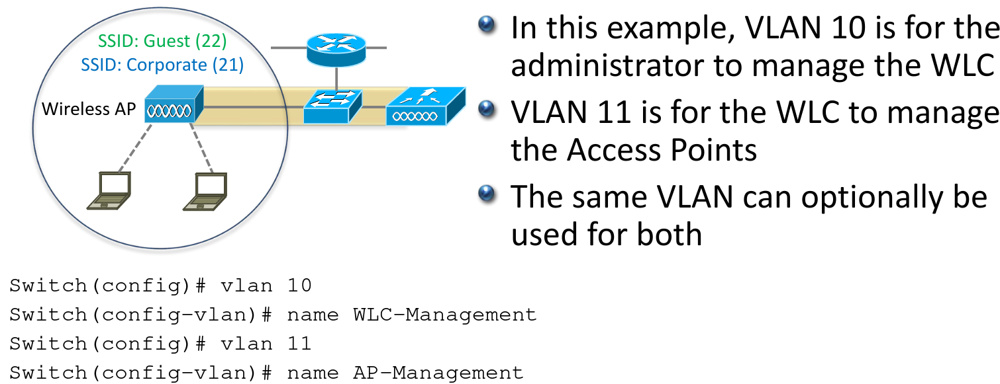 SSID: Guest (22)
SSID: Corporate (21)
Wireless AP
In this example, VLAN 10 is for the
administrator to manage the WLC
VLAN 11 is for the WLC to manage
the Access Points
The same VLAN can optionally be
used for both
Switch(config)# vlan 10
Switch(config-vlan)# name WLC-Management
Switch(config)# vlan 11
Switch(config-vlan)# name AP-Management